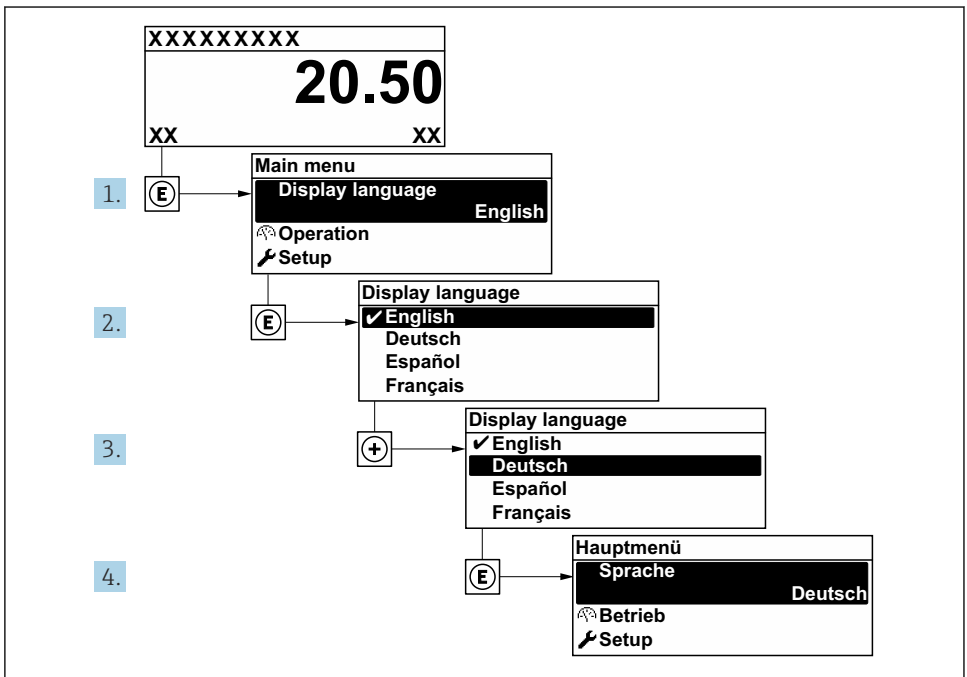 XXXXXXXXX
20.50
XX XX
Main menu
1. E Display language
English
Operation
Setup
Display language
2. E ✔English
Deutsch
Español
Français
Display language
3. + ✔English
Deutsch
Español
Français
Hauptmenü
4. E Sprache
Deutsch
Betrieb
Setup